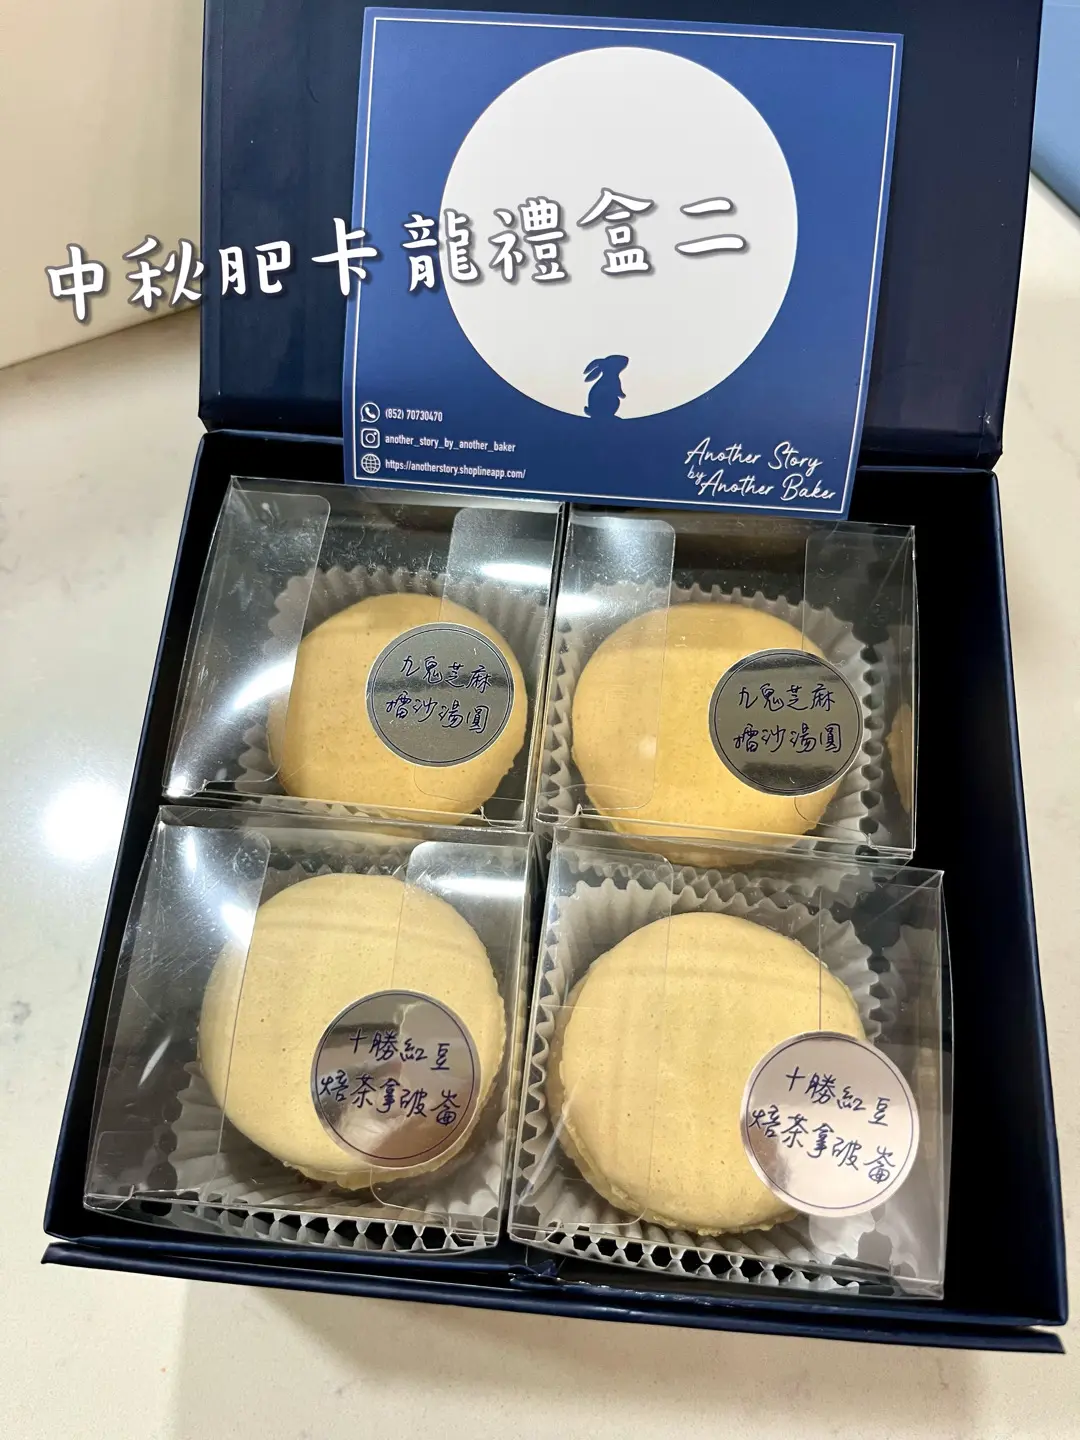 中秋肥卡龍禮盒二
(852) 70730470
another_story_by_another_baker
https://anotherstory.shoplineapp.com/
Another Story
by Another Baker
九鬼芝麻
擂沙湯圓
九鬼芝麻
擂沙湯圓
十勝紅豆
焙茶拿破崙
十勝紅豆
焙茶拿破崙